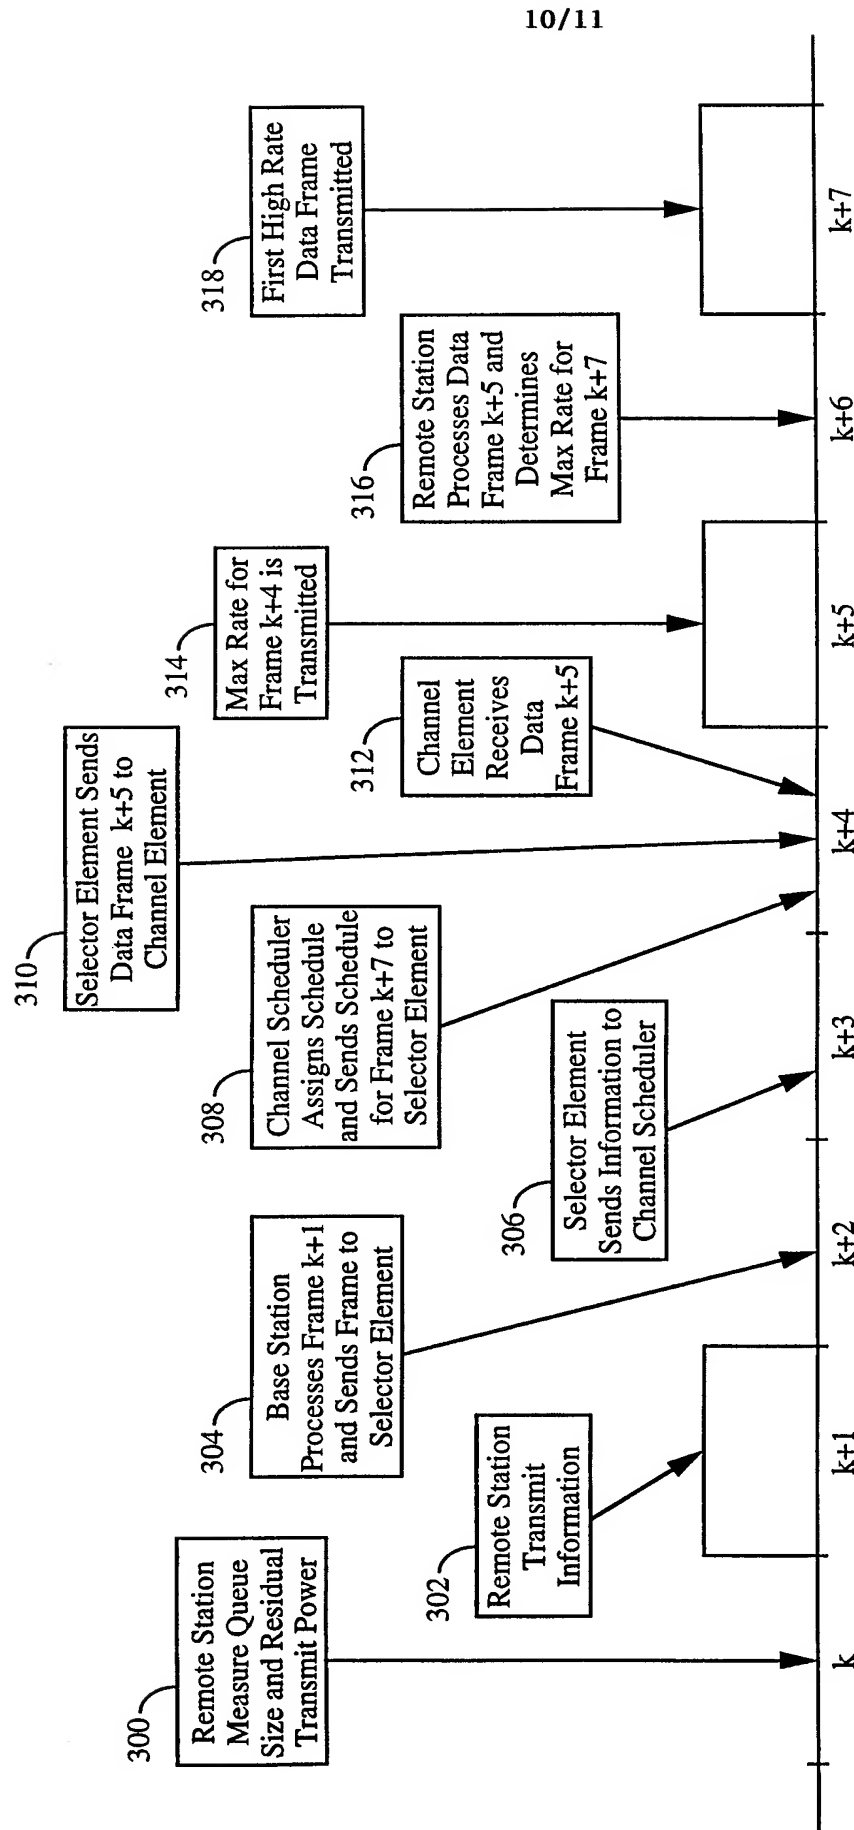 10/11
300
Remote Station
Measure Queue
Size and Residual
Transmit Power
302
Remote Station
Transmit
Information
304
Base Station
Processes Frame k+1
and Sends Frame to
Selector Element
306
Selector Element
Sends Information to
Channel Scheduler
308
Channel Scheduler
Assigns Schedule
and Sends Schedule
for Frame k+7 to
Selector Element
310
Selector Element Sends
Data Frame k+5 to
Channel Element
312
Channel
Element
Receives
Data
Frame k+5
314
Max Rate for
Frame k+4 is
Transmitted
316
Remote Station
Processes Data
Frame k+5 and
Determines
Max Rate for
Frame k+7
318
First High Rate
Data Frame
Transmitted
k
k+1
k+2
k+3
k+4
k+5
k+6
k+7